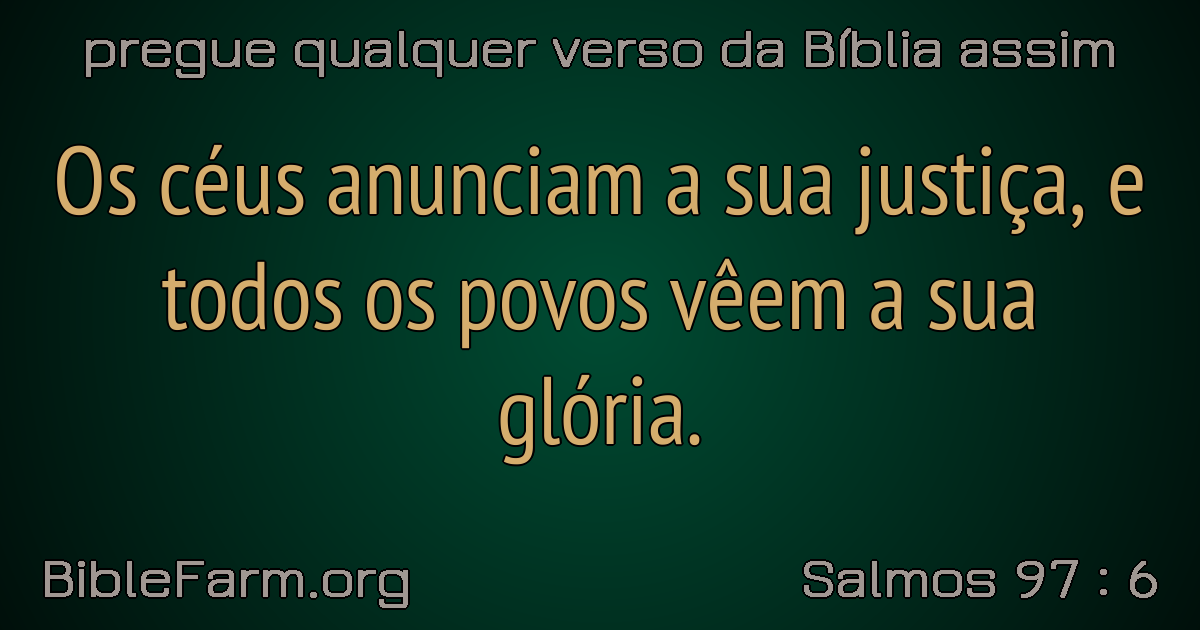 pregue qualquer verso da Bíblia assim
Os céus anunciam a sua justiça, e
todos os povos vêem a sua
glória.
BibleFarm.org
Salmos 97 : 6